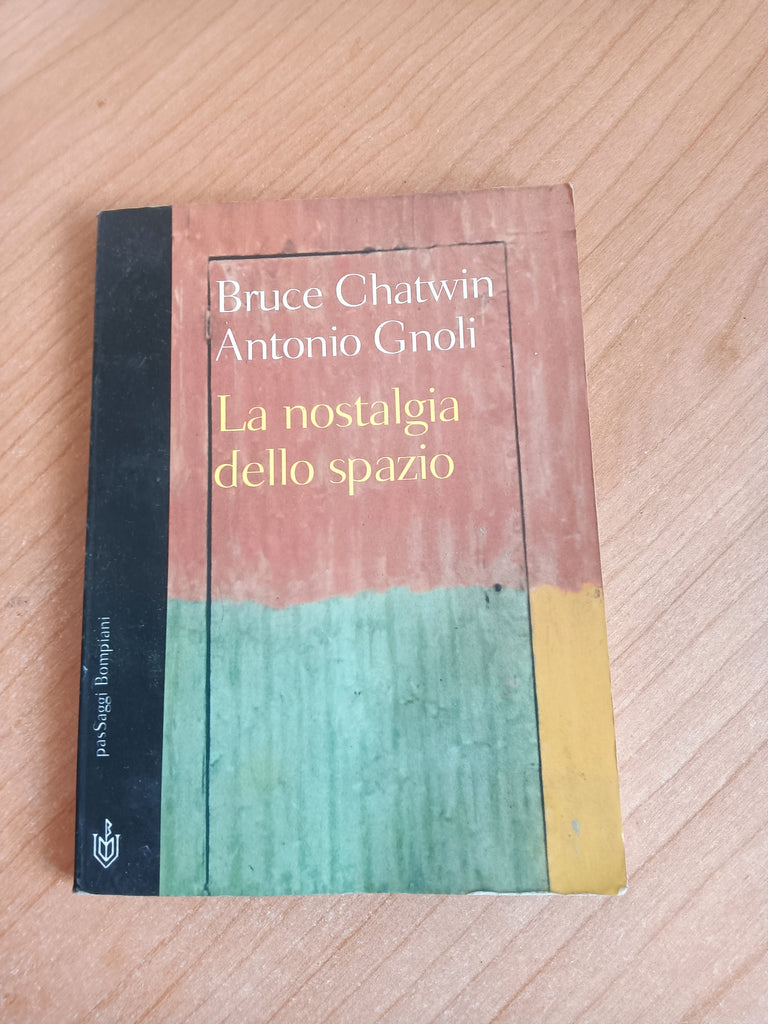 Bruce Chatwin
Antonio Gnoli
La nostalgia
dello spazio
pasSaggi Bompiani